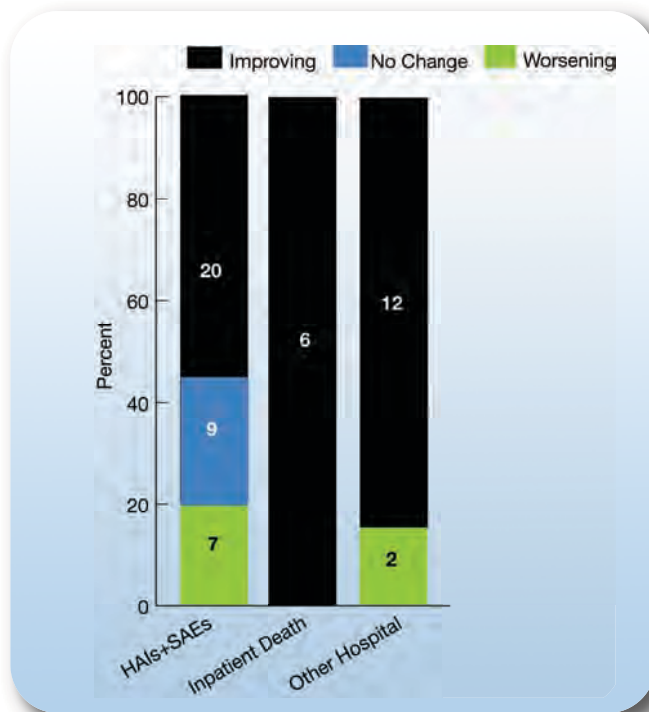 Improving No Change Worsening
100
80
60
40
20
0
Percent
20
9
7
6
12
2
HAIs+SAEs
Inpatient Death
Other Hospital